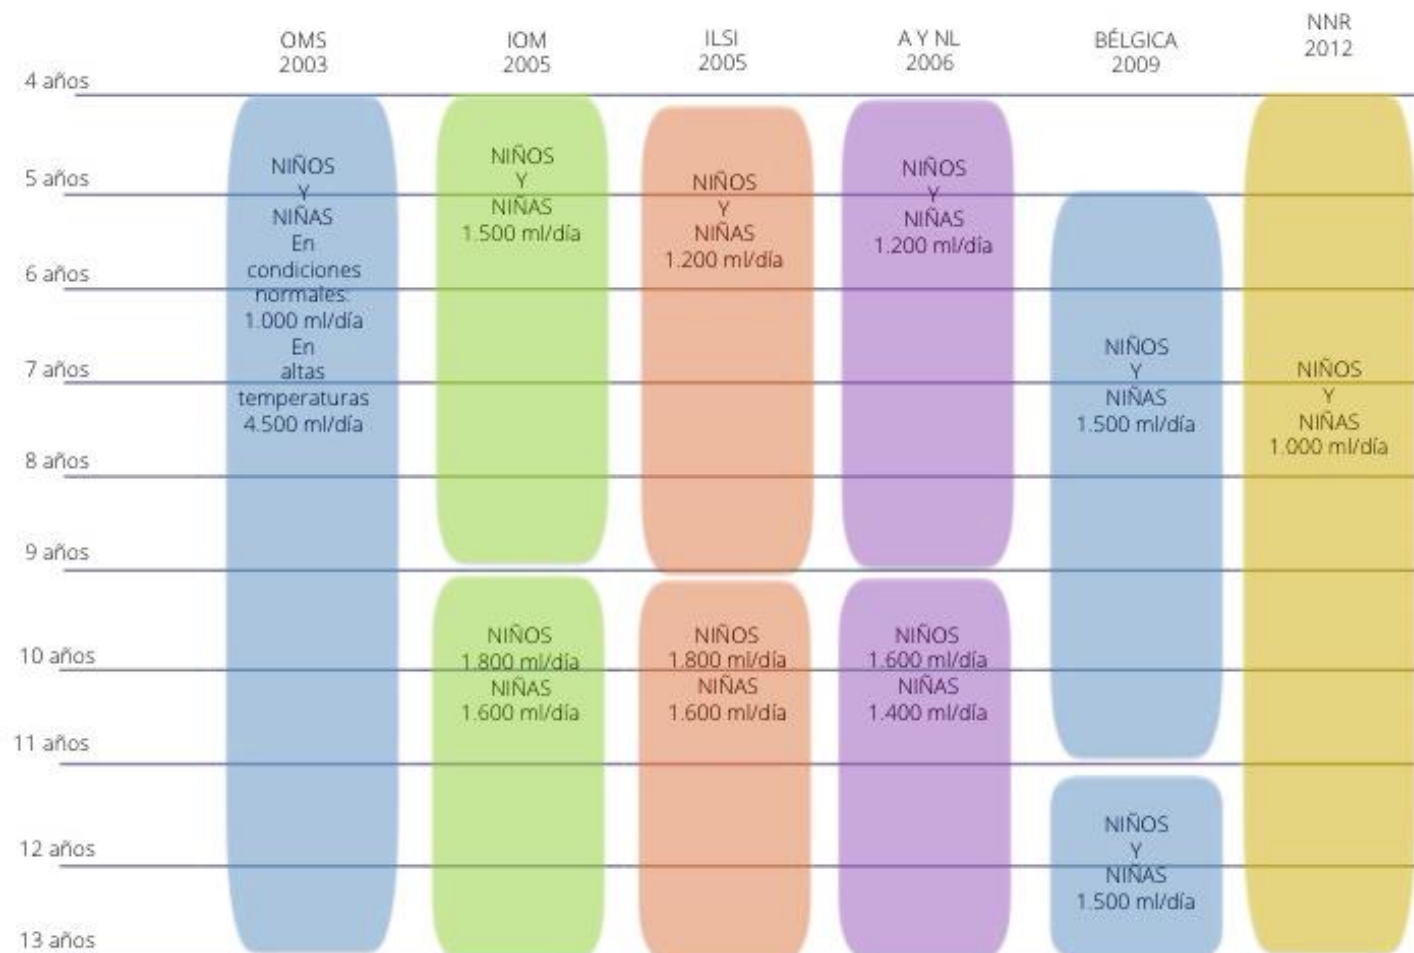 OMS
2003
IOM
2005
ILSI
2005
A Y NL
2006
BÉLGICA
2009
NNR
2012
4 años
5 años
6 años
7 años
8 años
9 años
10 años
11 años
12 años
13 años
NIÑOS
Y
NIÑAS
En
condiciones
normales:
1.000 ml/día
En
altas
temperaturas
4.500 ml/día
NIÑOS
Y
NIÑAS
1.500 ml/día
NIÑOS
1.800 ml/día
NIÑAS
1.600 ml/día
NIÑOS
Y
NIÑAS
1.200 ml/día
NIÑOS
1.800 ml/día
NIÑAS
1.600 ml/día
NIÑOS
Y
NIÑAS
1.200 ml/día
NIÑOS
1.600 ml/día
NIÑAS
1.400 ml/día
NIÑOS
Y
NIÑAS
1.500 ml/día
NIÑOS
Y
NIÑAS
1.500 ml/día
NIÑOS
Y
NIÑAS
1.000 ml/día